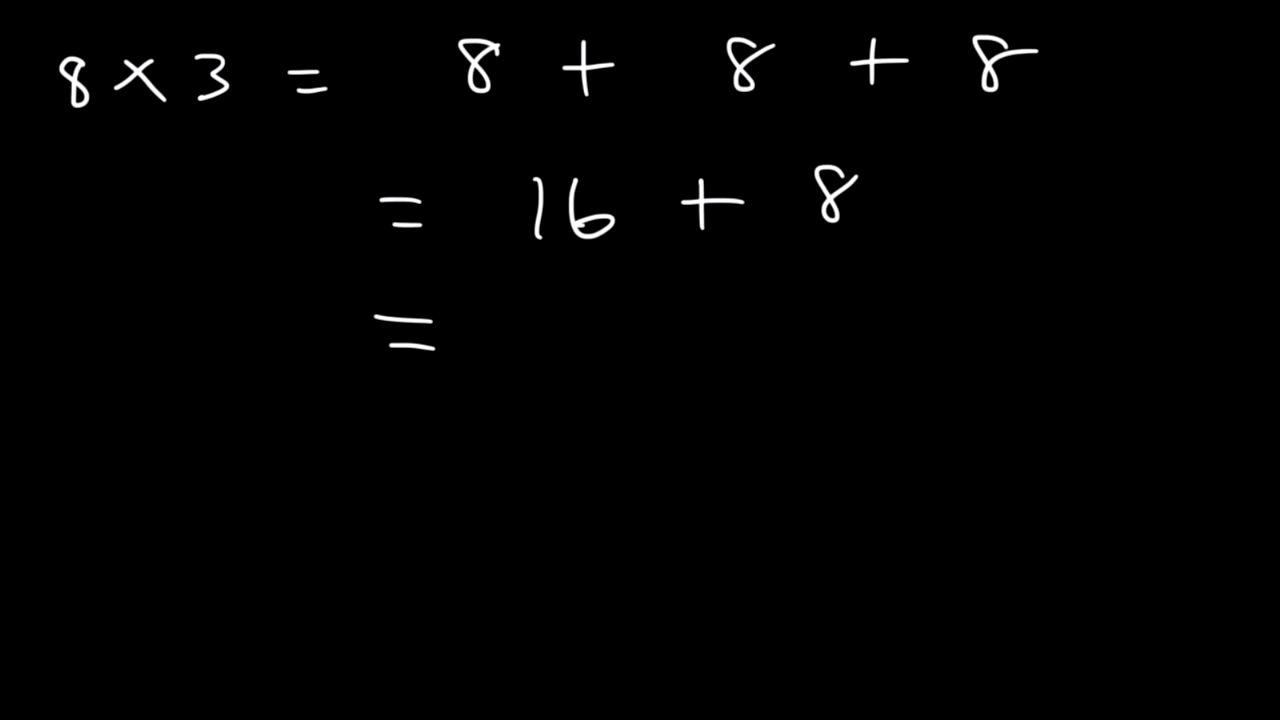 8 × 3 = 8 + 8 + 8
= 16 + 8
=